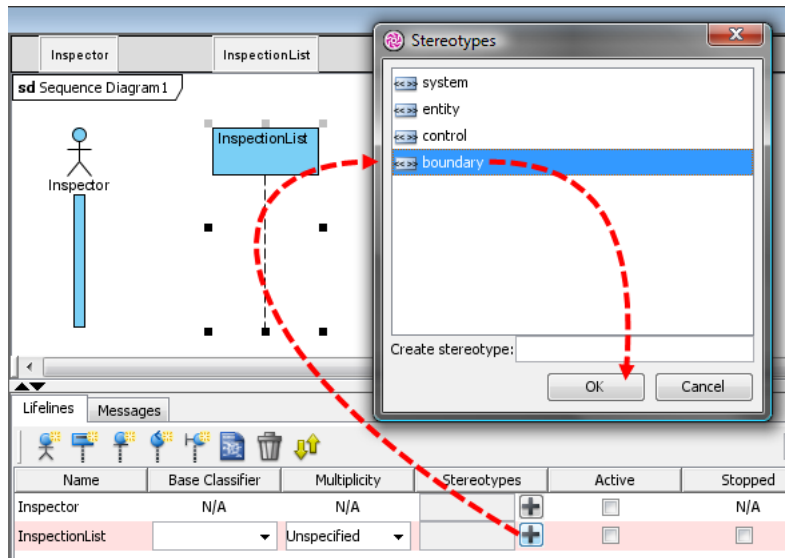 Inspector InspectionList
sd Sequence Diagram1
Inspector
InspectionList
Stereotypes
<<>> system
<<>> entity
<<>> control
<<>> boundary
Create stereotype:
OK Cancel
Lifelines Messages
Name Base Classifier Multiplicity Stereotypes Active Stopped
Inspector N/A N/A N/A
InspectionList Unspecified